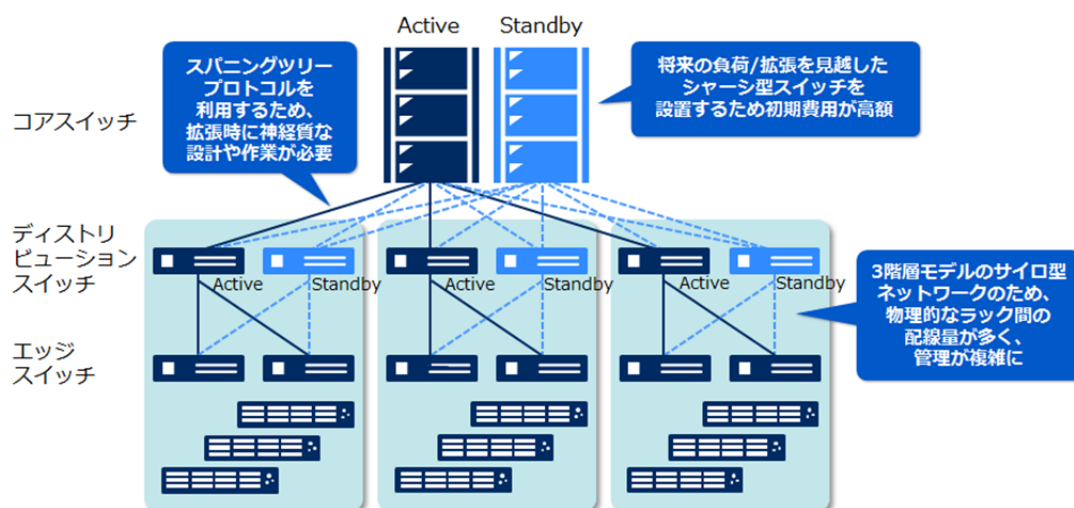 Active
Standby
スパニングツリー
プロトコルを
利用するため、
拡張時に神経質な
設計や作業が必要
将来の負荷/拡張を見越した
シャーシ型スイッチを
設置するため初期費用が高額
コアスイッチ
ディストリ
ビューション
スイッチ
Active
Standby
Active
Standby
Active
Standby
3階層モデルのサイロ型
ネットワークのため、
物理的なラック間の
配線量が多く、
管理が複雑に
エッジ
スイッチ